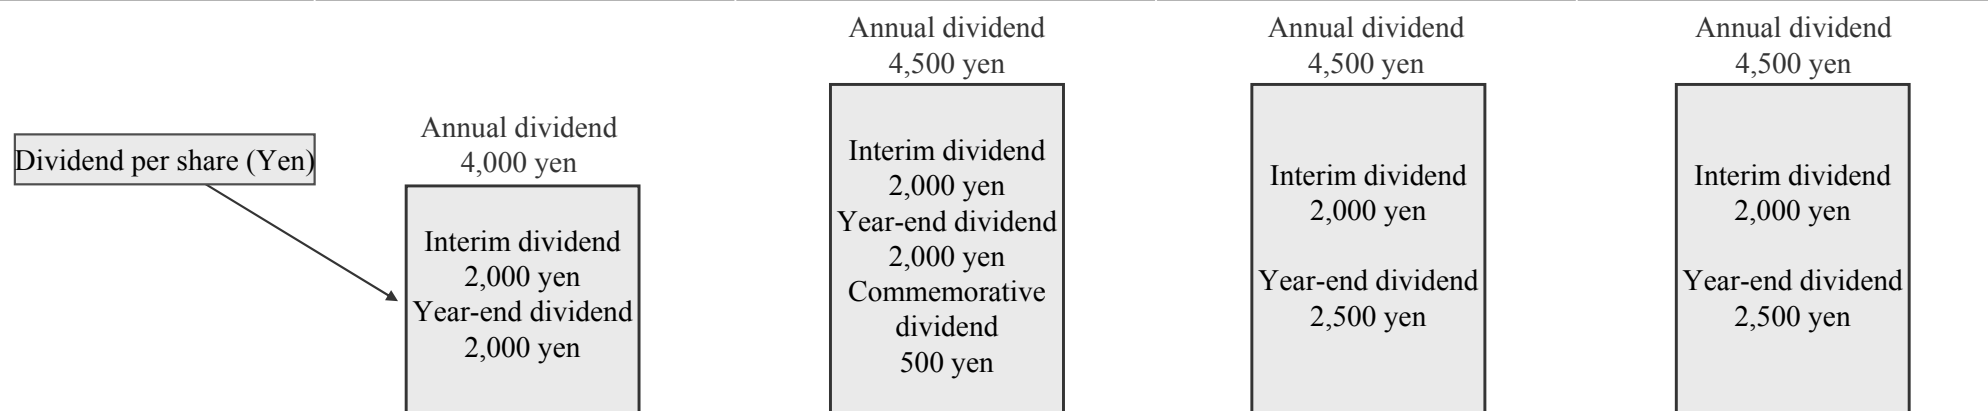 Dividend per share (Yen)
Annual dividend
4,000 yen
Interim dividend
2,000 yen
Year-end dividend
2,000 yen
Annual dividend
4,500 yen
Interim dividend
2,000 yen
Year-end dividend
2,000 yen
Commemorative
dividend
500 yen
Annual dividend
4,500 yen
Interim dividend
2,000 yen
Year-end dividend
2,500 yen
Annual dividend
4,500 yen
Interim dividend
2,000 yen
Year-end dividend
2,500 yen